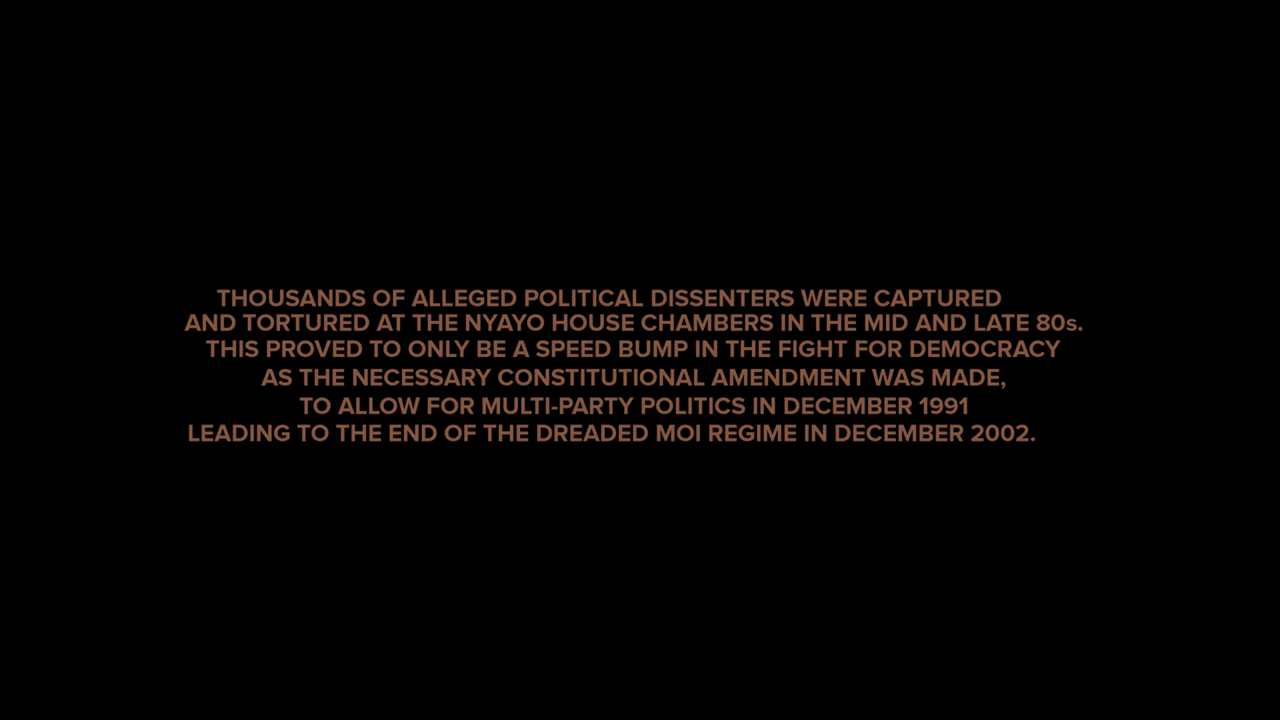 THOUSANDS OF ALLEGED POLITICAL DISSENTERS WERE CAPTURED
AND TORTURED AT THE NYAYO HOUSE CHAMBERS IN THE MID AND LATE 80s.
THIS PROVED TO ONLY BE A SPEED BUMP IN THE FIGHT FOR DEMOCRACY
AS THE NECESSARY CONSTITUTIONAL AMENDMENT WAS MADE,
TO ALLOW FOR MULTI-PARTY POLITICS IN DECEMBER 1991
LEADING TO THE END OF THE DREADED MOI REGIME IN DECEMBER 2002.